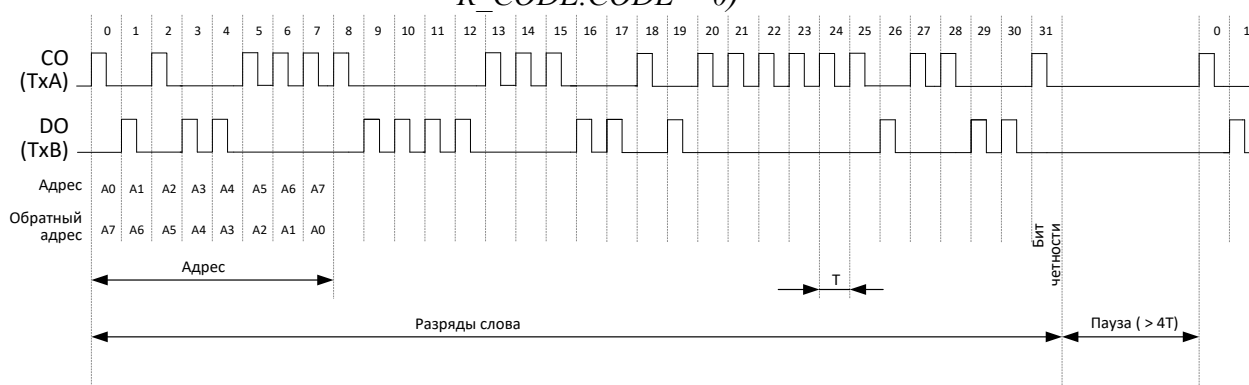 R_CODE.CODE = 0)
0 1 2 3 4 5 6 7 8 9 10 11 12 13 14 15 16 17 18 19 20 21 22 23 24 25 26 27 28 29 30 31 0 1
CO
(TxA)
DO
(TxB)
Адрес A0 A1 A2 A3 A4 A5 A6 A7
Обратный
адрес A7 A6 A5 A4 A3 A2 A1 A0
Бит
четности
Адрес
T
Разряды слова
Пауза ( > 4T)